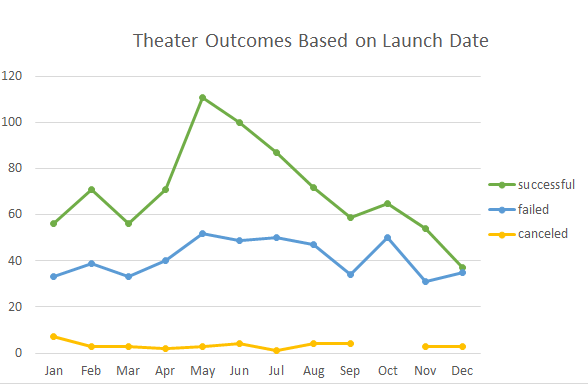 Theater Outcomes Based on Launch Date
120
100
80
60
40
20
0
Jan Feb Mar Apr May Jun Jul Aug Sep Oct Nov Dec
successful
failed
canceled